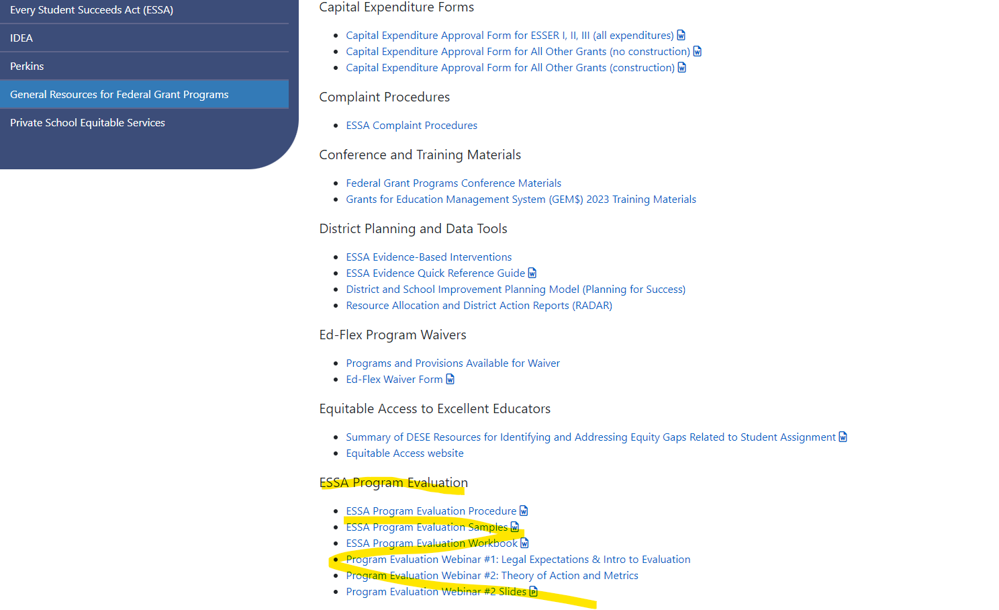 Every Student Succeeds Act (ESSA)
IDEA
Perkins
General Resources for Federal Grant Programs
Private School Equitable Services
Capital Expenditure Forms
Capital Expenditure Approval Form for ESSER I, II, III (all expenditures)
Capital Expenditure Approval Form for All Other Grants (no construction)
Capital Expenditure Approval Form for All Other Grants (construction)
Complaint Procedures
ESSA Complaint Procedures
Conference and Training Materials
Federal Grant Programs Conference Materials
Grants for Education Management System (GEM$) 2023 Training Materials
District Planning and Data Tools
ESSA Evidence-Based Interventions
ESSA Evidence Quick Reference Guide
District and School Improvement Planning Model (Planning for Success)
Resource Allocation and District Action Reports (RADAR)
Ed-Flex Program Waivers
Programs and Provisions Available for Waiver
Ed-Flex Waiver Form
Equitable Access to Excellent Educators
Summary of DESE Resources for Identifying and Addressing Equity Gaps Related to Student Assignment
Equitable Access website
ESSA Program Evaluation
ESSA Program Evaluation Procedure
ESSA Program Evaluation Samples
ESSA Program Evaluation Workbook
Program Evaluation Webinar #1: Legal Expectations & Intro to Evaluation
Program Evaluation Webinar #2: Theory of Action and Metrics
Program Evaluation Webinar #2 Slides